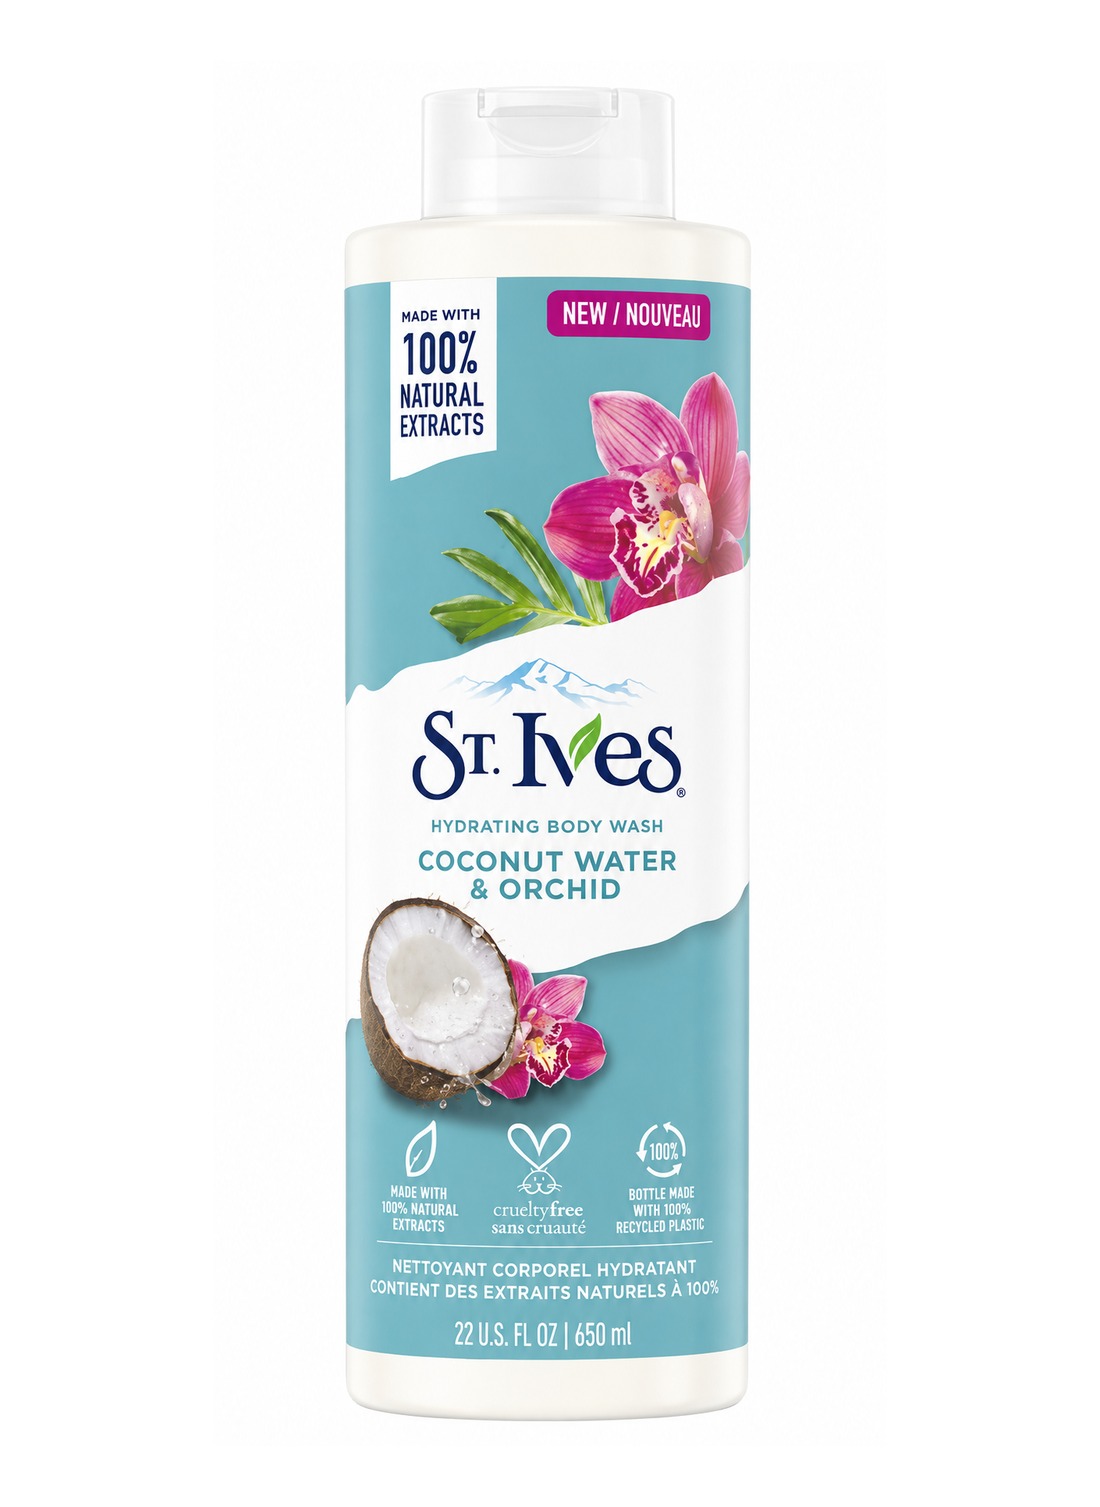 MADE WITH
100%
NATURAL
EXTRACTS
NEW / NOUVEAU
ST. Ives®
HYDRATING BODY WASH
COCONUT WATER
& ORCHID
MADE WITH
100% NATURAL
EXTRACTS
crueltyfree
sans cruauté
100%
BOTTLE MADE
WITH 100%
RECYCLED PLASTIC
NETTOYANT CORPOREL HYDRATANT
CONTIENT DES EXTRAITS NATURELS À 100%
22 U.S. FL OZ | 650 ml